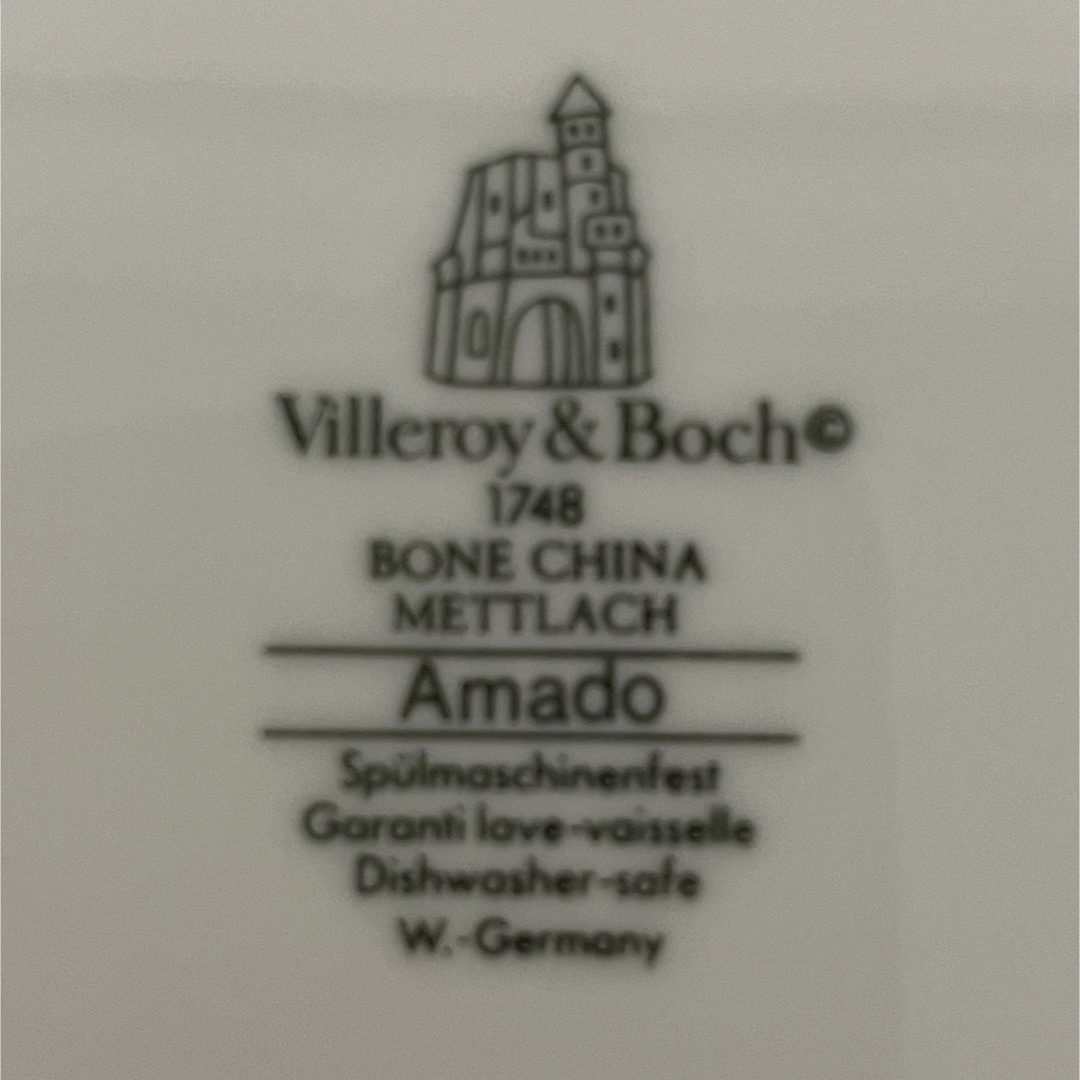 Villeroy & Boch©
1748
BONE CHINA
METTLACH
Amado
Spülmaschinenfest
Garanti lave-vaisselle
Dishwasher-safe
W.-Germany